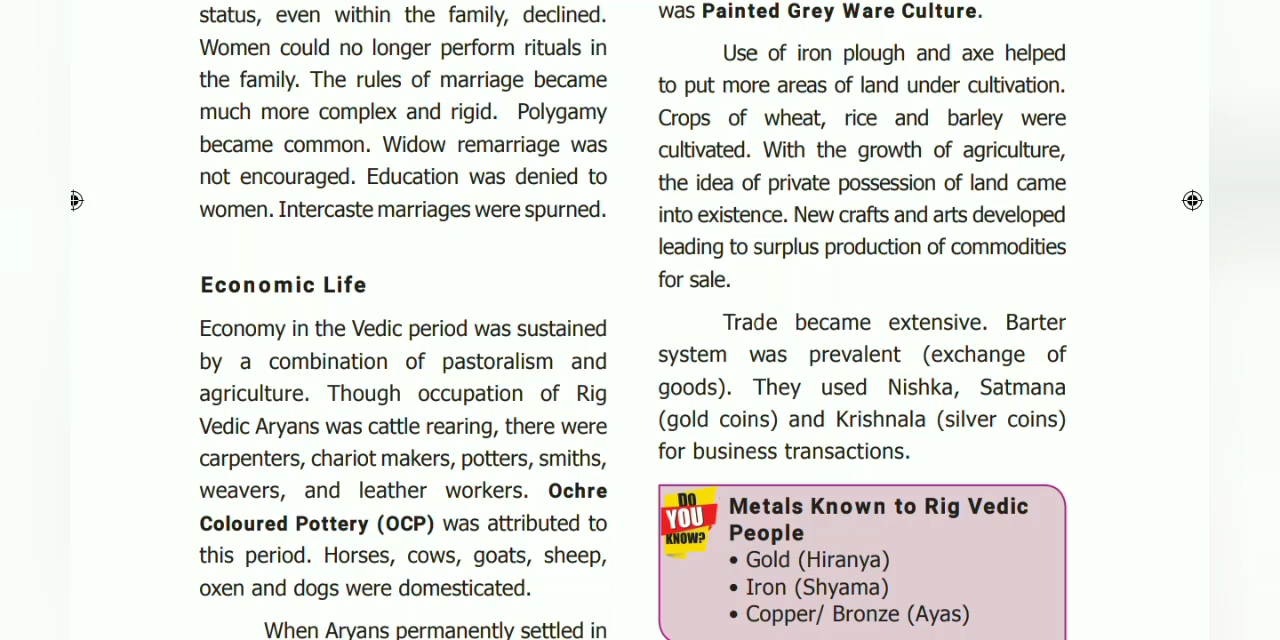 status, even within the family, declined.
Women could no longer perform rituals in
the family. The rules of marriage became
much more complex and rigid. Polygamy
became common. Widow remarriage was
not encouraged. Education was denied to
women. Intercaste marriages were spurned.
Economic Life
Economy in the Vedic period was sustained
by a combination of pastoralism and
agriculture. Though occupation of Rig
Vedic Aryans was cattle rearing, there were
carpenters, chariot makers, potters, smiths,
weavers, and leather workers. Ochre
Coloured Pottery (OCP) was attributed to
this period. Horses, cows, goats, sheep,
oxen and dogs were domesticated.
When Aryans permanently settled in
was Painted Grey Ware Culture.
Use of iron plough and axe helped
to put more areas of land under cultivation.
Crops of wheat, rice and barley were
cultivated. With the growth of agriculture,
the idea of private possession of land came
into existence. New crafts and arts developed
leading to surplus production of commodities
for sale.
Trade became extensive. Barter
system was prevalent (exchange of
goods). They used Nishka, Satmana
(gold coins) and Krishnala (silver coins)
for business transactions.
DO
YOU
KNOW?
Metals Known to Rig Vedic
People
• Gold (Hiranya)
• Iron (Shyama)
• Copper/ Bronze (Ayas)